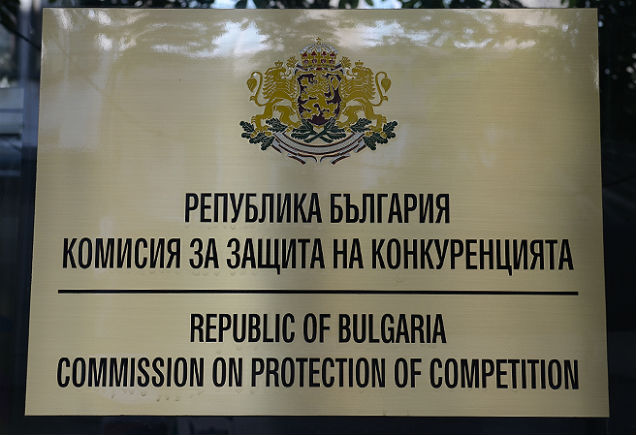 РЕПУБЛИКА БЪЛГАРИЯ
КОМИСИЯ ЗА ЗАЩИТА НА КОНКУРЕНЦИЯТА
REPUBLIC OF BULGARIA
COMMISSION ON PROTECTION OF COMPETITION